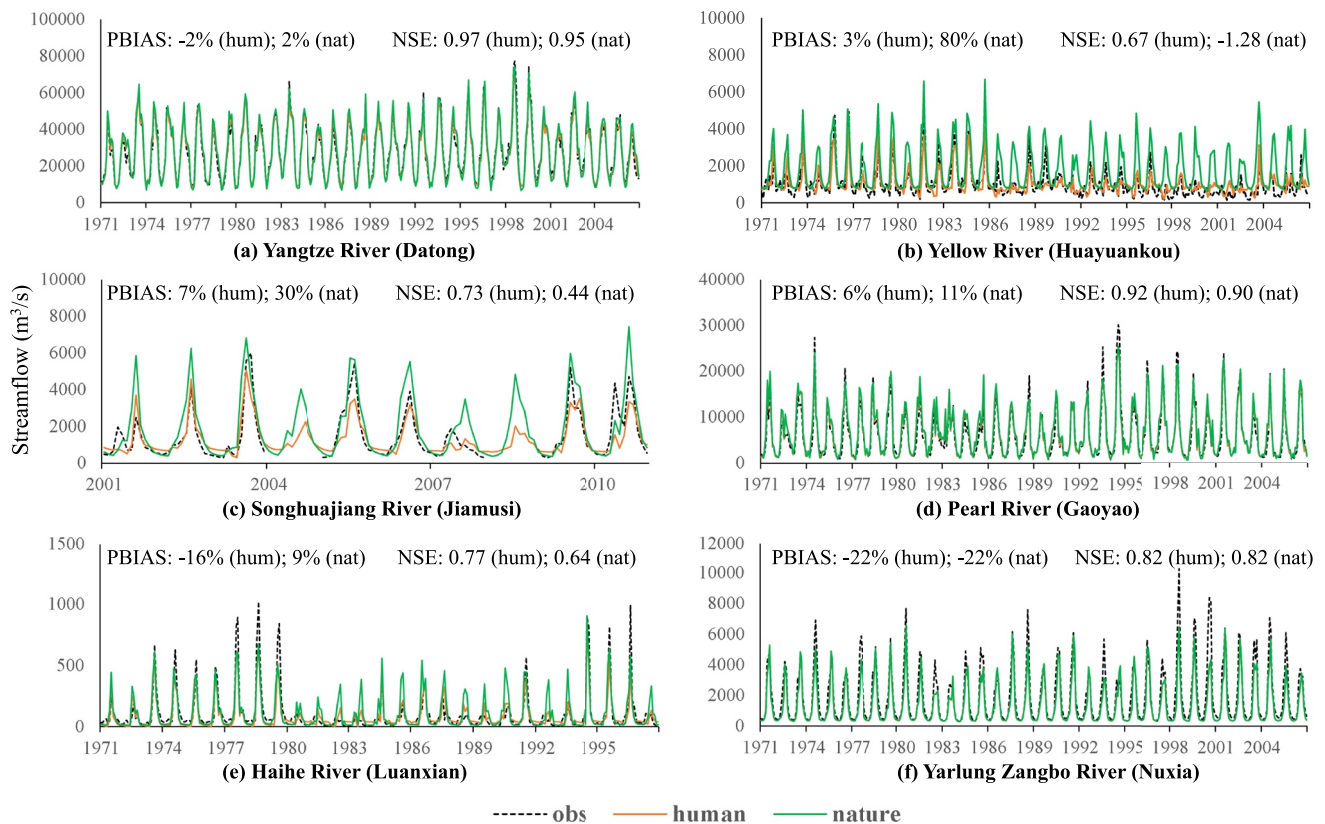 Streamflow (m³/s)
PBIAS: -2% (hum); 2% (nat) NSE: 0.97 (hum); 0.95 (nat)
100000
80000
60000
40000
20000
0
1971 1974 1977 1980 1983 1986 1989 1992 1995 1998 2001 2004
(a) Yangtze River (Datong)
PBIAS: 3% (hum); 80% (nat) NSE: 0.67 (hum); -1.28 (nat)
10000
8000
6000
4000
2000
0
1971 1974 1977 1980 1983 1986 1989 1992 1995 1998 2001 2004
(b) Yellow River (Huayuankou)
PBIAS: 7% (hum); 30% (nat) NSE: 0.73 (hum); 0.44 (nat)
10000
8000
6000
4000
2000
0
2001 2004 2007 2010
(c) Songhuajiang River (Jiamusi)
PBIAS: 6% (hum); 11% (nat) NSE: 0.92 (hum); 0.90 (nat)
40000
30000
20000
10000
0
1971 1974 1977 1980 1983 1986 1989 1992 1995 1998 2001 2004
(d) Pearl River (Gaoyao)
PBIAS: -16% (hum); 9% (nat) NSE: 0.77 (hum); 0.64 (nat)
1500
1000
500
0
1971 1974 1977 1980 1983 1986 1989 1992 1995
(e) Haihe River (Luanxian)
PBIAS: -22% (hum); -22% (nat) NSE: 0.82 (hum); 0.82 (nat)
12000
10000
8000
6000
4000
2000
0
1971 1974 1977 1980 1983 1986 1989 1992 1995 1998 2001 2004
(f) Yarlung Zangbo River (Nuxia)
obs human nature